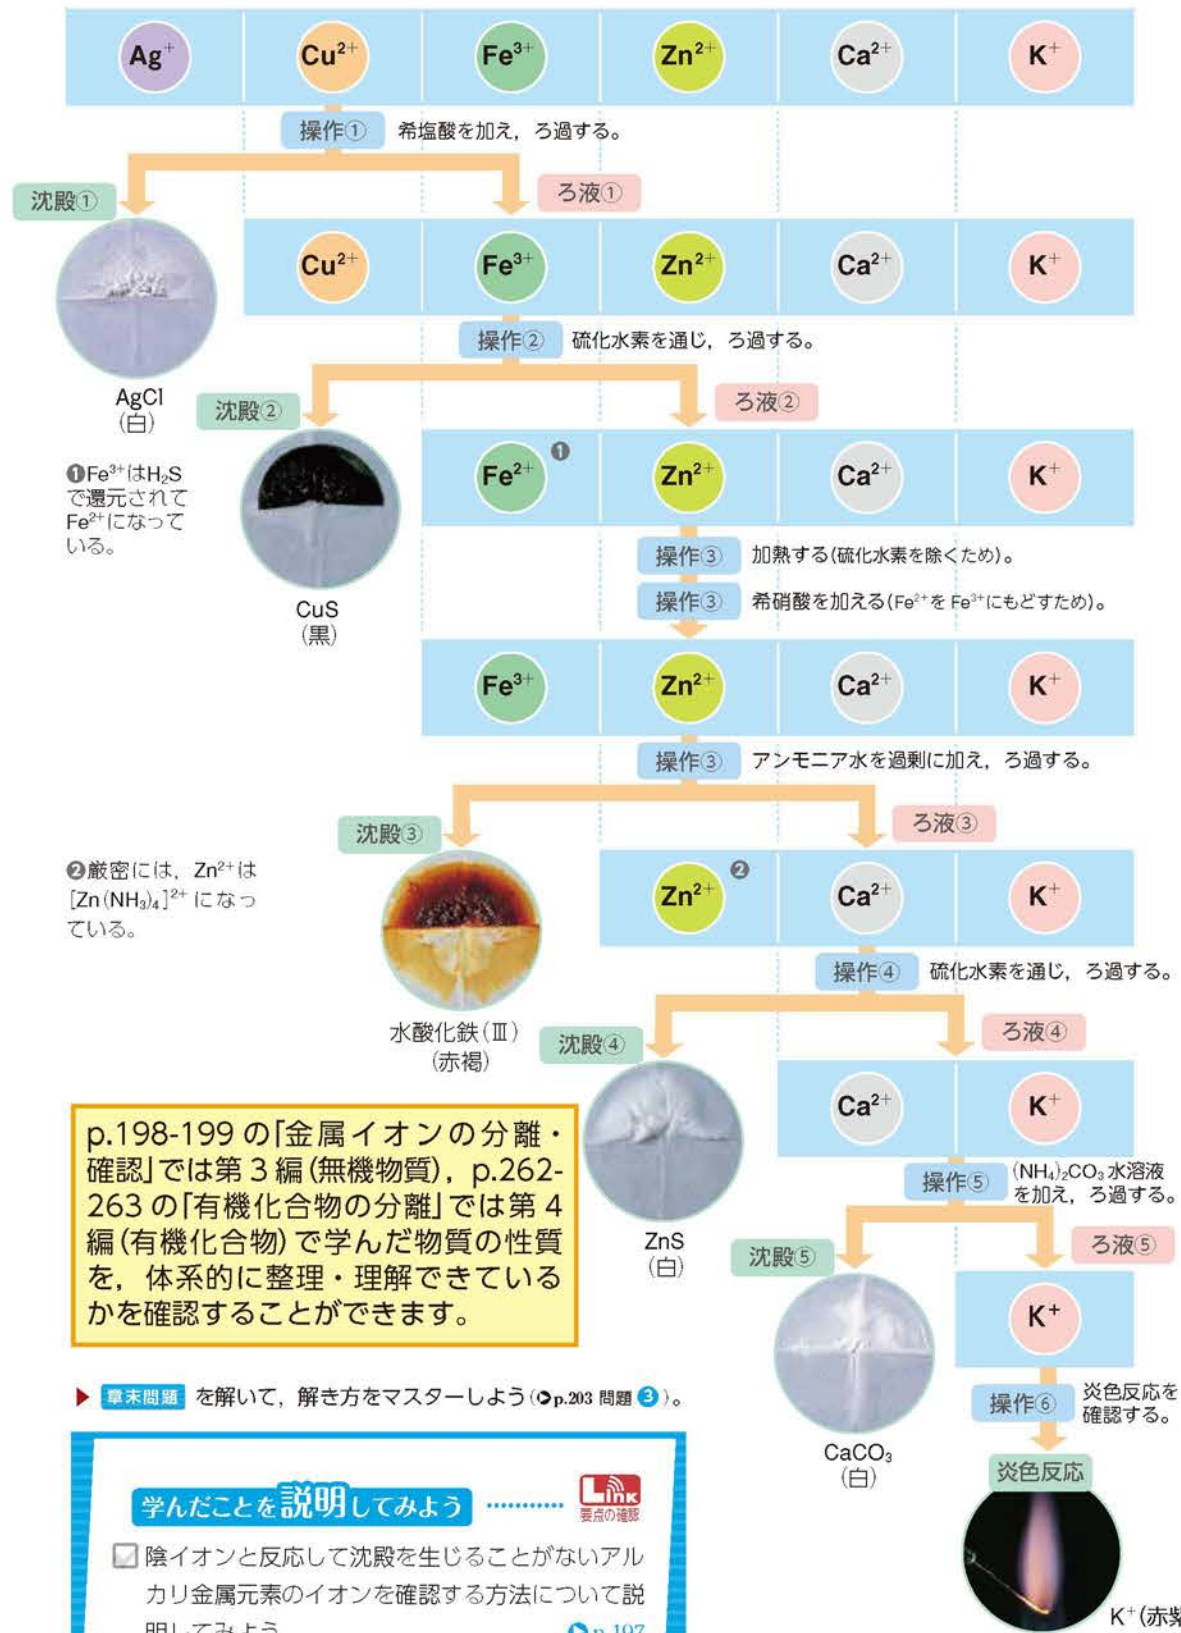 Ag⁺ Cu²⁺ Fe³⁺ Zn²⁺ Ca²⁺ K⁺
操作① 希塩酸を加え，ろ過する。
沈殿① ろ液①
Cu²⁺ Fe³⁺ Zn²⁺ Ca²⁺ K⁺
操作② 硫化水素を通じ，ろ過する。
AgCl
(白)
沈殿② ろ液②
❶Fe³⁺はH₂S
で還元されて
Fe²⁺になって
いる。
Fe²⁺ ❶ Zn²⁺ Ca²⁺ K⁺
CuS
(黒)
操作③ 加熱する(硫化水素を除くため)。
操作③ 希硝酸を加える(Fe²⁺を Fe³⁺にもどすため)。
Fe³⁺ Zn²⁺ Ca²⁺ K⁺
操作③ アンモニア水を過剰に加え，ろ過する。
沈殿③ ろ液③
❷厳密には，Zn²⁺は
[Zn(NH₃)₄]²⁺ になっ
ている。
Zn²⁺ ❷ Ca²⁺ K⁺
操作④ 硫化水素を通じ，ろ過する。
水酸化鉄(Ⅲ)
(赤褐)
沈殿④ ろ液④
Ca²⁺ K⁺
操作⑤ (NH₄)₂CO₃水溶液
を加え，ろ過する。
ZnS
(白)
沈殿⑤ ろ液⑤
K⁺
操作⑥ 炎色反応を
確認する。
CaCO₃
(白)
炎色反応
K⁺(赤紫
p.198-199 の｢金属イオンの分離・
確認｣では第 3 編(無機物質)，p.262-
263 の｢有機化合物の分離｣では第 4
編(有機化合物)で学んだ物質の性質
を，体系的に整理・理解できている
かを確認することができます。
▶ 章末問題 を解いて，解き方をマスターしよう(p.203 問題 ❸)。
学んだことを説明してみよう ………… Link
要点の確認
陰イオンと反応して沈殿を生じることがないアル
カリ金属元素のイオンを確認する方法について説
明してみよう p.197